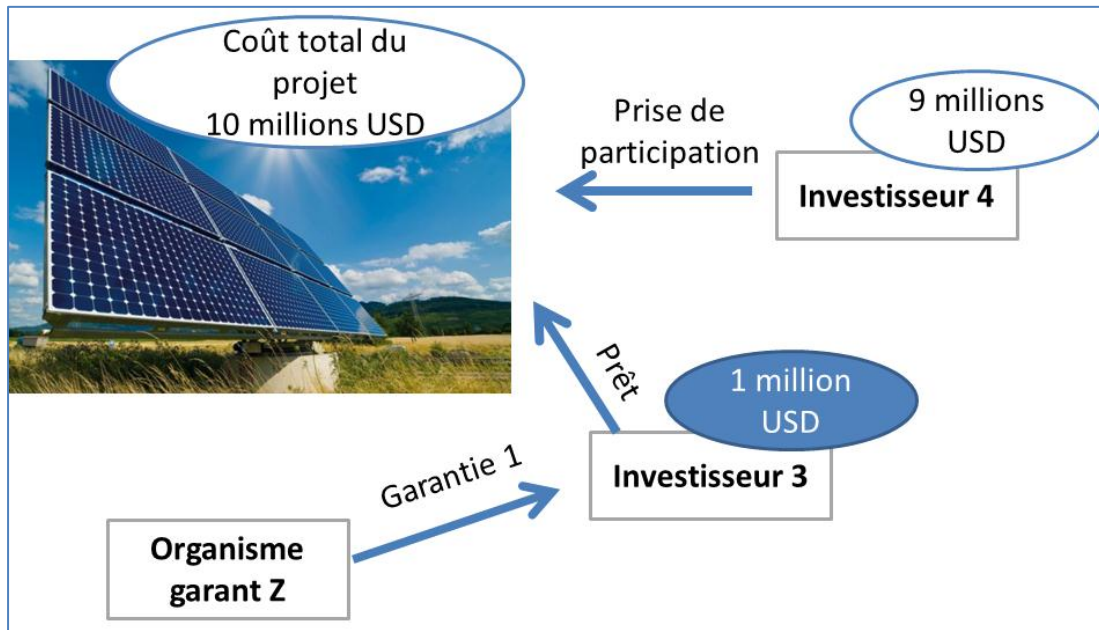 Coût total du
projet
10 millions USD
Prise de
participation
9 millions
USD
Investisseur 4
Prêt
1 million
USD
Investisseur 3
Garantie 1
Organisme
garant Z